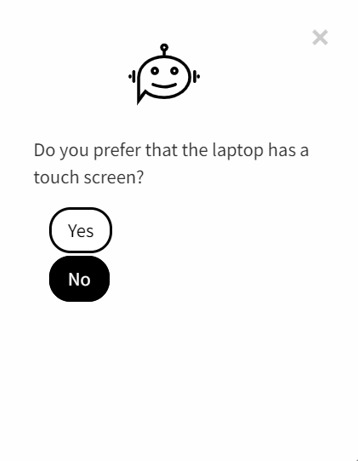 Do you prefer that the laptop has a
touch screen?
Yes
No